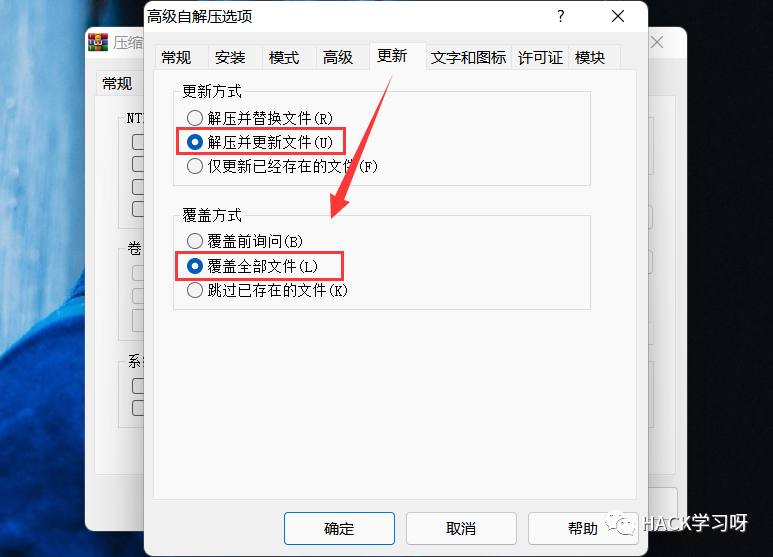 高级自解压选项
压缩
常规 安装 模式 高级 更新 文字和图标 许可证 模块
常规
更新方式
解压并替换文件(R)
解压并更新文件(U)
仅更新已经存在的文件(F)
覆盖方式
覆盖前询问(B)
覆盖全部文件(L)
跳过已存在的文件(K)
卷
确定 取消 帮助
HACK学习呀